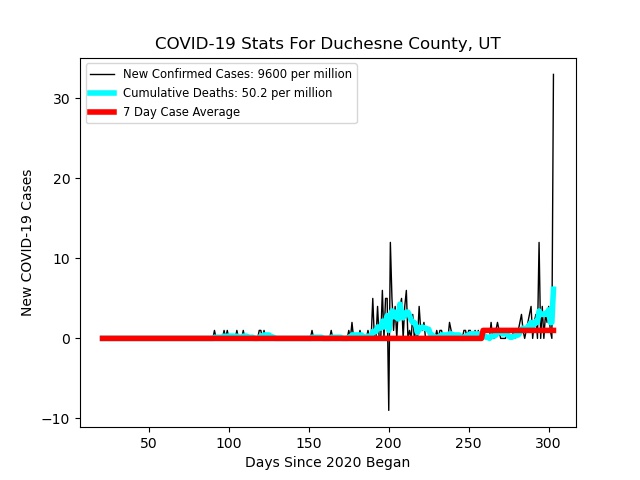 COVID-19 Stats For Duchesne County, UT
New Confirmed Cases: 9600 per million
Cumulative Deaths: 50.2 per million
7 Day Case Average
New COVID-19 Cases
30
20
10
0
−10
50 100 150 200 250 300
Days Since 2020 Began